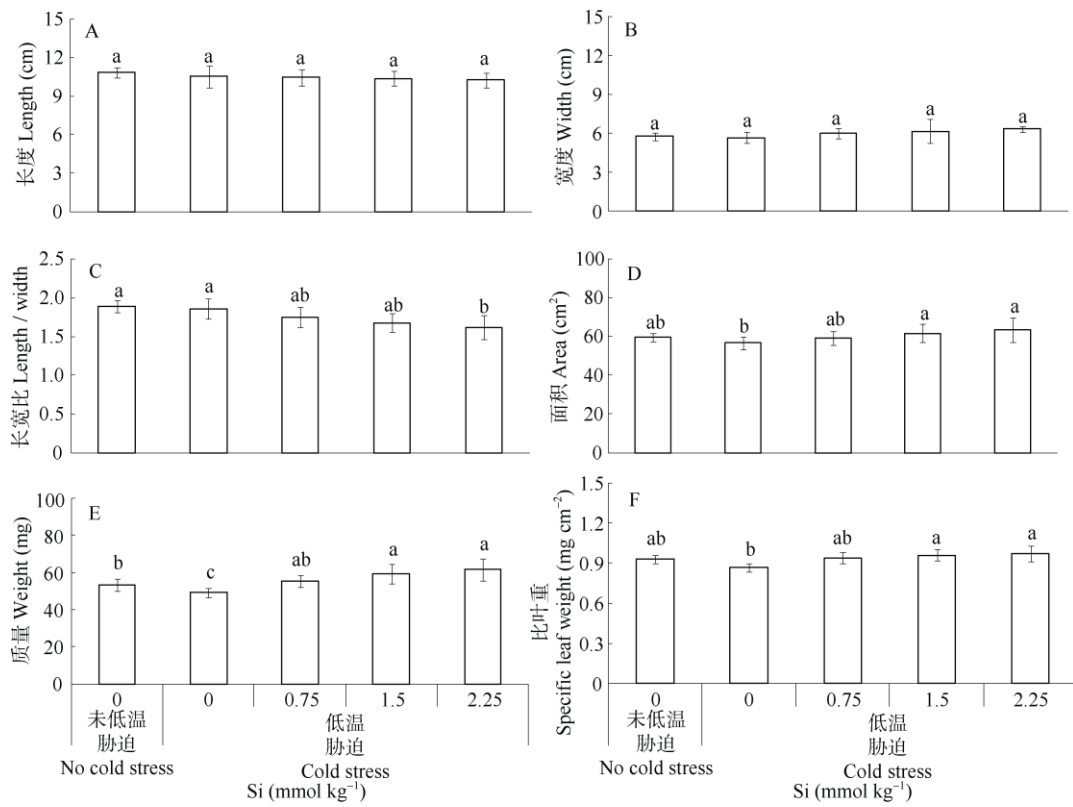 A
15
12
9
6
3
0
长度 Length (cm)
a a a a a
B
15
12
9
6
3
0
宽度 Width (cm)
a a a a a
C
2.5
2.0
1.5
1.0
0.5
0
长宽比 Length / width
a a ab ab b
D
100
80
60
40
20
0
面积 Area (cm²)
ab b ab a a
E
100
80
60
40
20
0
质量 Weight (mg)
b c ab a a
0 0 0.75 1.5 2.25
未低温
胁迫
No cold stress
低温
胁迫
Cold stress
Si (mmol kg⁻¹)
F
1.5
1.2
0.9
0.6
0.3
0
比叶重
Specific leaf weight (mg cm⁻²)
ab b ab a a
0 0 0.75 1.5 2.25
未低温
胁迫
No cold stress
低温
胁迫
Cold stress
Si (mmol kg⁻¹)